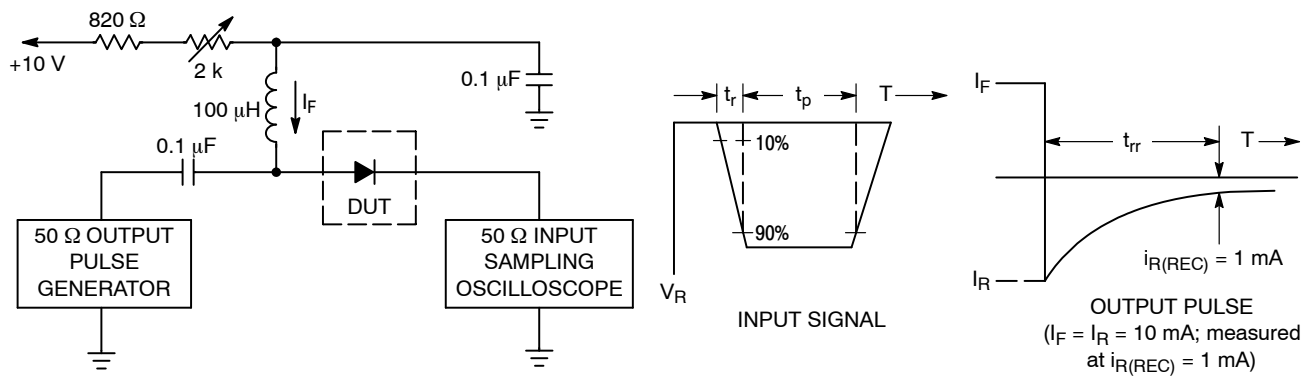 820 Ω
+10 V
2 k
0.1 μF
100 μH
I_F
0.1 μF
DUT
50 Ω OUTPUT
PULSE
GENERATOR
50 Ω INPUT
SAMPLING
OSCILLOSCOPE
t_r
t_p
T
10%
90%
V_R
INPUT SIGNAL
I_F
t_rr
T
I_R
i_R(REC) = 1 mA
OUTPUT PULSE
(I_F = I_R = 10 mA; measured
at i_R(REC) = 1 mA)